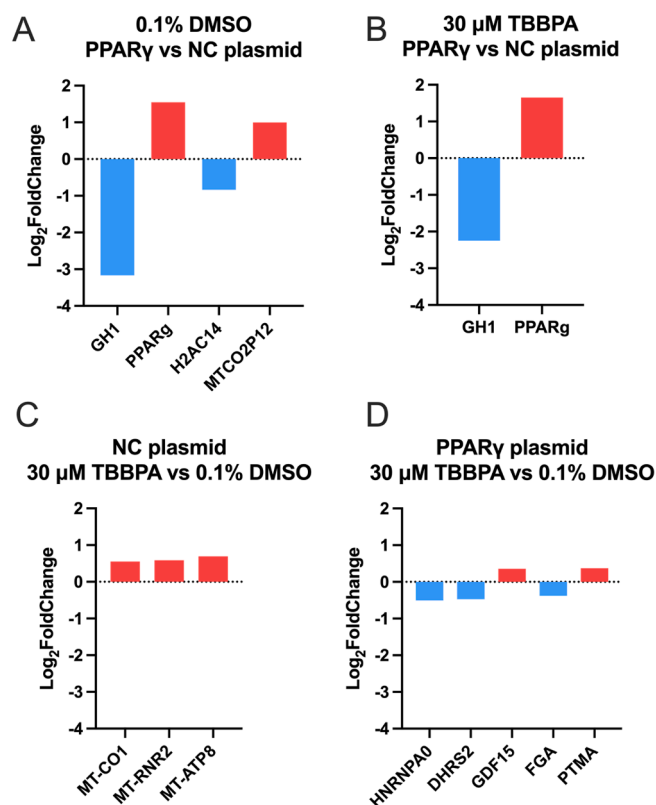 A
0.1% DMSO
PPARγ vs NC plasmid
Log₂FoldChange
2
1
0
-1
-2
-3
-4
GH1
PPARg
H2AC14
MTCO2P12
B
30 µM TBBPA
PPARγ vs NC plasmid
Log₂FoldChange
2
1
0
-1
-2
-3
-4
GH1
PPARg
C
NC plasmid
30 µM TBBPA vs 0.1% DMSO
Log₂FoldChange
2
1
0
-1
-2
-3
-4
MT-CO1
MT-RNR2
MT-ATP8
D
PPARγ plasmid
30 µM TBBPA vs 0.1% DMSO
Log₂FoldChange
2
1
0
-1
-2
-3
-4
HNRNPA0
DHRS2
GDF15
FGA
PTMA